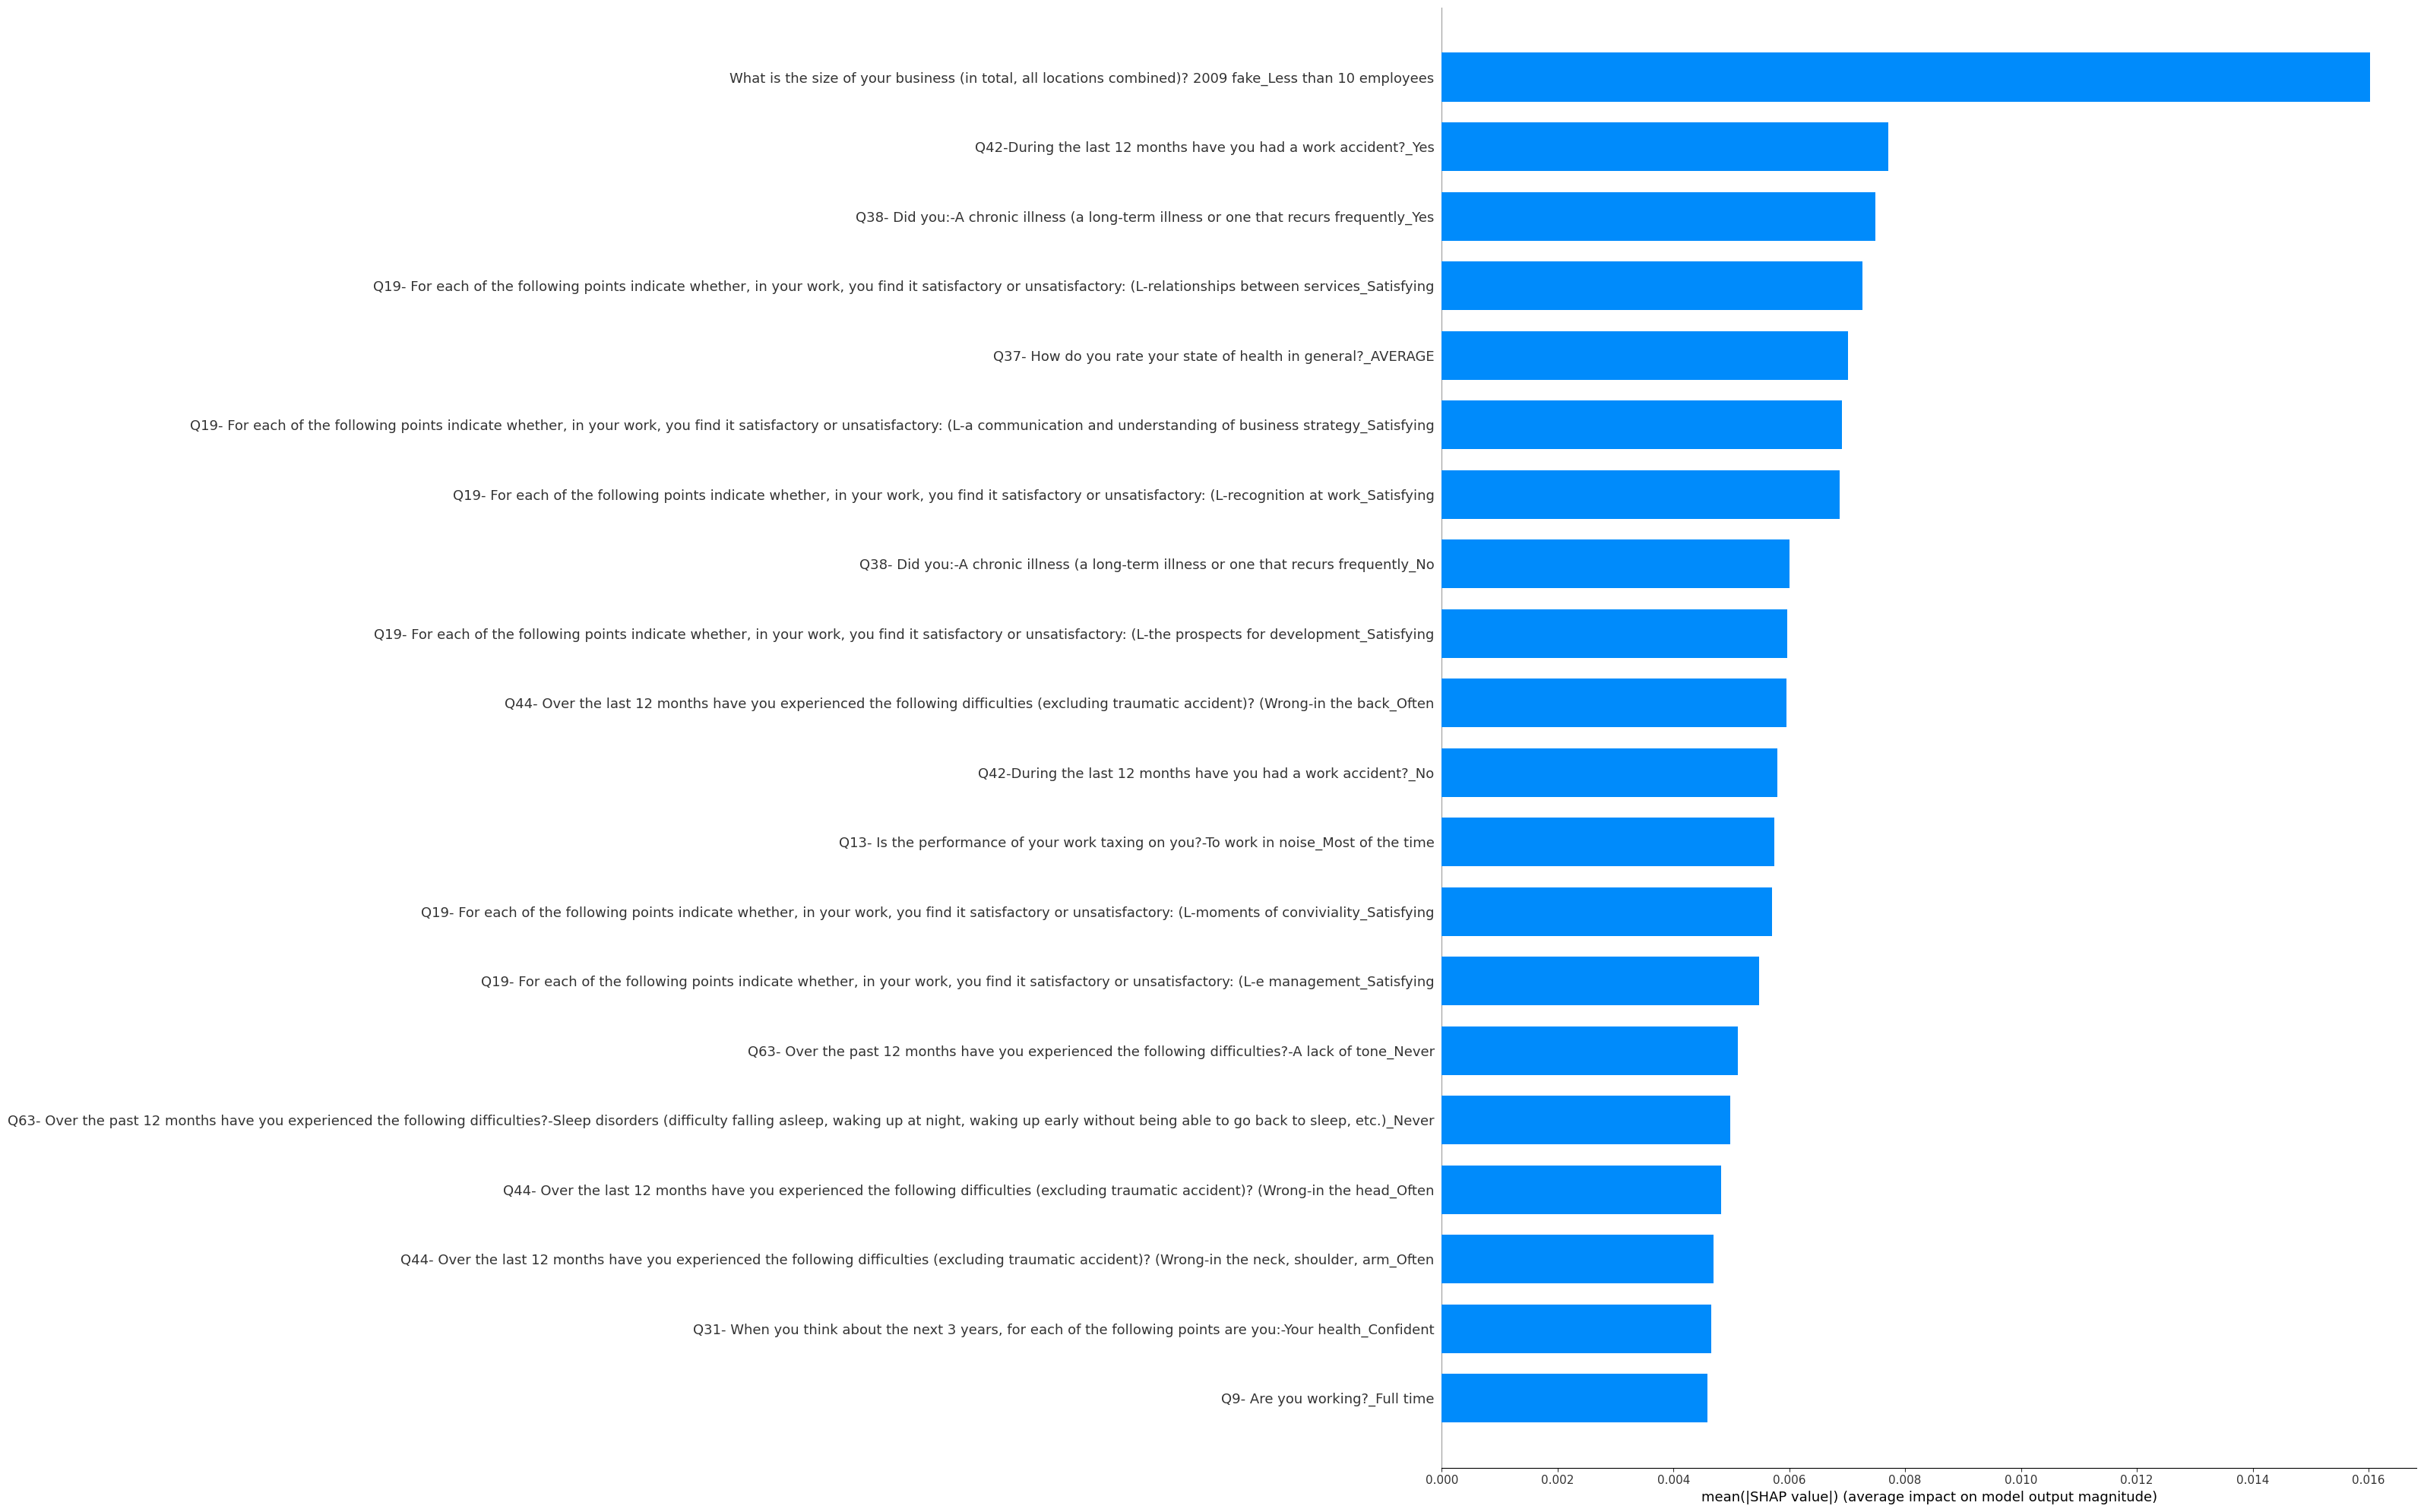 What is the size of your business (in total, all locations combined)? 2009 fake_Less than 10 employees
Q42-During the last 12 months have you had a work accident?_Yes
Q38- Did you:-A chronic illness (a long-term illness or one that recurs frequently_Yes
Q19- For each of the following points indicate whether, in your work, you find it satisfactory or unsatisfactory: (L-relationships between services_Satisfying
Q37- How do you rate your state of health in general?_AVERAGE
Q19- For each of the following points indicate whether, in your work, you find it satisfactory or unsatisfactory: (L-a communication and understanding of business strategy_Satisfying
Q19- For each of the following points indicate whether, in your work, you find it satisfactory or unsatisfactory: (L-recognition at work_Satisfying
Q38- Did you:-A chronic illness (a long-term illness or one that recurs frequently_No
Q19- For each of the following points indicate whether, in your work, you find it satisfactory or unsatisfactory: (L-the prospects for development_Satisfying
Q44- Over the last 12 months have you experienced the following difficulties (excluding traumatic accident)? (Wrong-in the back_Often
Q42-During the last 12 months have you had a work accident?_No
Q13- Is the performance of your work taxing on you?-To work in noise_Most of the time
Q19- For each of the following points indicate whether, in your work, you find it satisfactory or unsatisfactory: (L-moments of conviviality_Satisfying
Q19- For each of the following points indicate whether, in your work, you find it satisfactory or unsatisfactory: (L-e management_Satisfying
Q63- Over the past 12 months have you experienced the following difficulties?-A lack of tone_Never
Q63- Over the past 12 months have you experienced the following difficulties?-Sleep disorders (difficulty falling asleep, waking up at night, waking up early without being able to go back to sleep, etc.)_Never
Q44- Over the last 12 months have you experienced the following difficulties (excluding traumatic accident)? (Wrong-in the head_Often
Q44- Over the last 12 months have you experienced the following difficulties (excluding traumatic accident)? (Wrong-in the neck, shoulder, arm_Often
Q31- When you think about the next 3 years, for each of the following points are you:-Your health_Confident
Q9- Are you working?_Full time
0.000 0.002 0.004 0.006 0.008 0.010 0.012 0.014 0.016
mean(|SHAP value|) (average impact on model output magnitude)